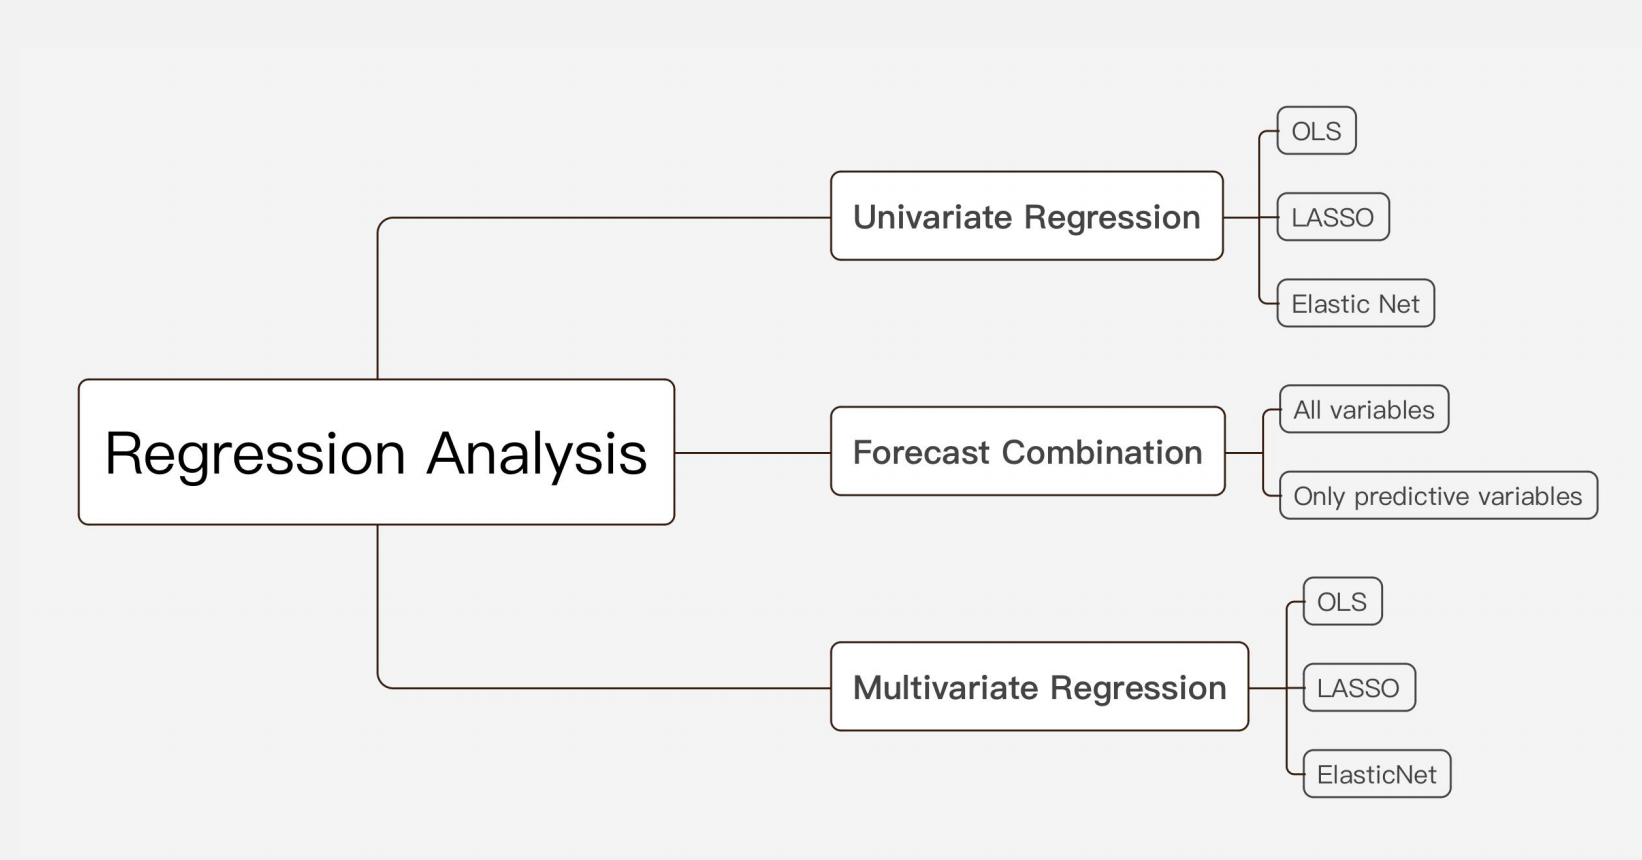 Regression Analysis
Univariate Regression
OLS
LASSO
Elastic Net
Forecast Combination
All variables
Only predictive variables
Multivariate Regression
OLS
LASSO
ElasticNet